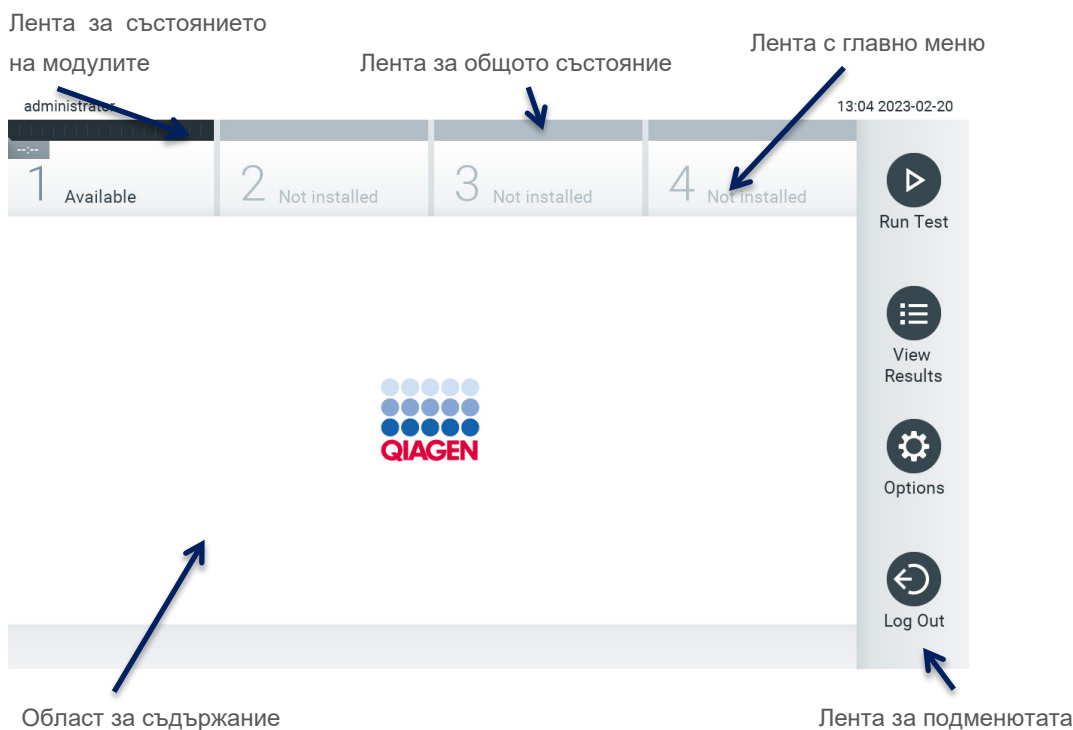 Лента за състоянието
на модулите
Лента за общото състояние
Лента с главно меню
administrator
13:04 2023-02-20
--:--
1 Available
2 Not installed
3 Not installed
4 Not installed
Run Test
View
Results
Options
Log Out
QIAGEN
Област за съдържание
Лента за подменютата